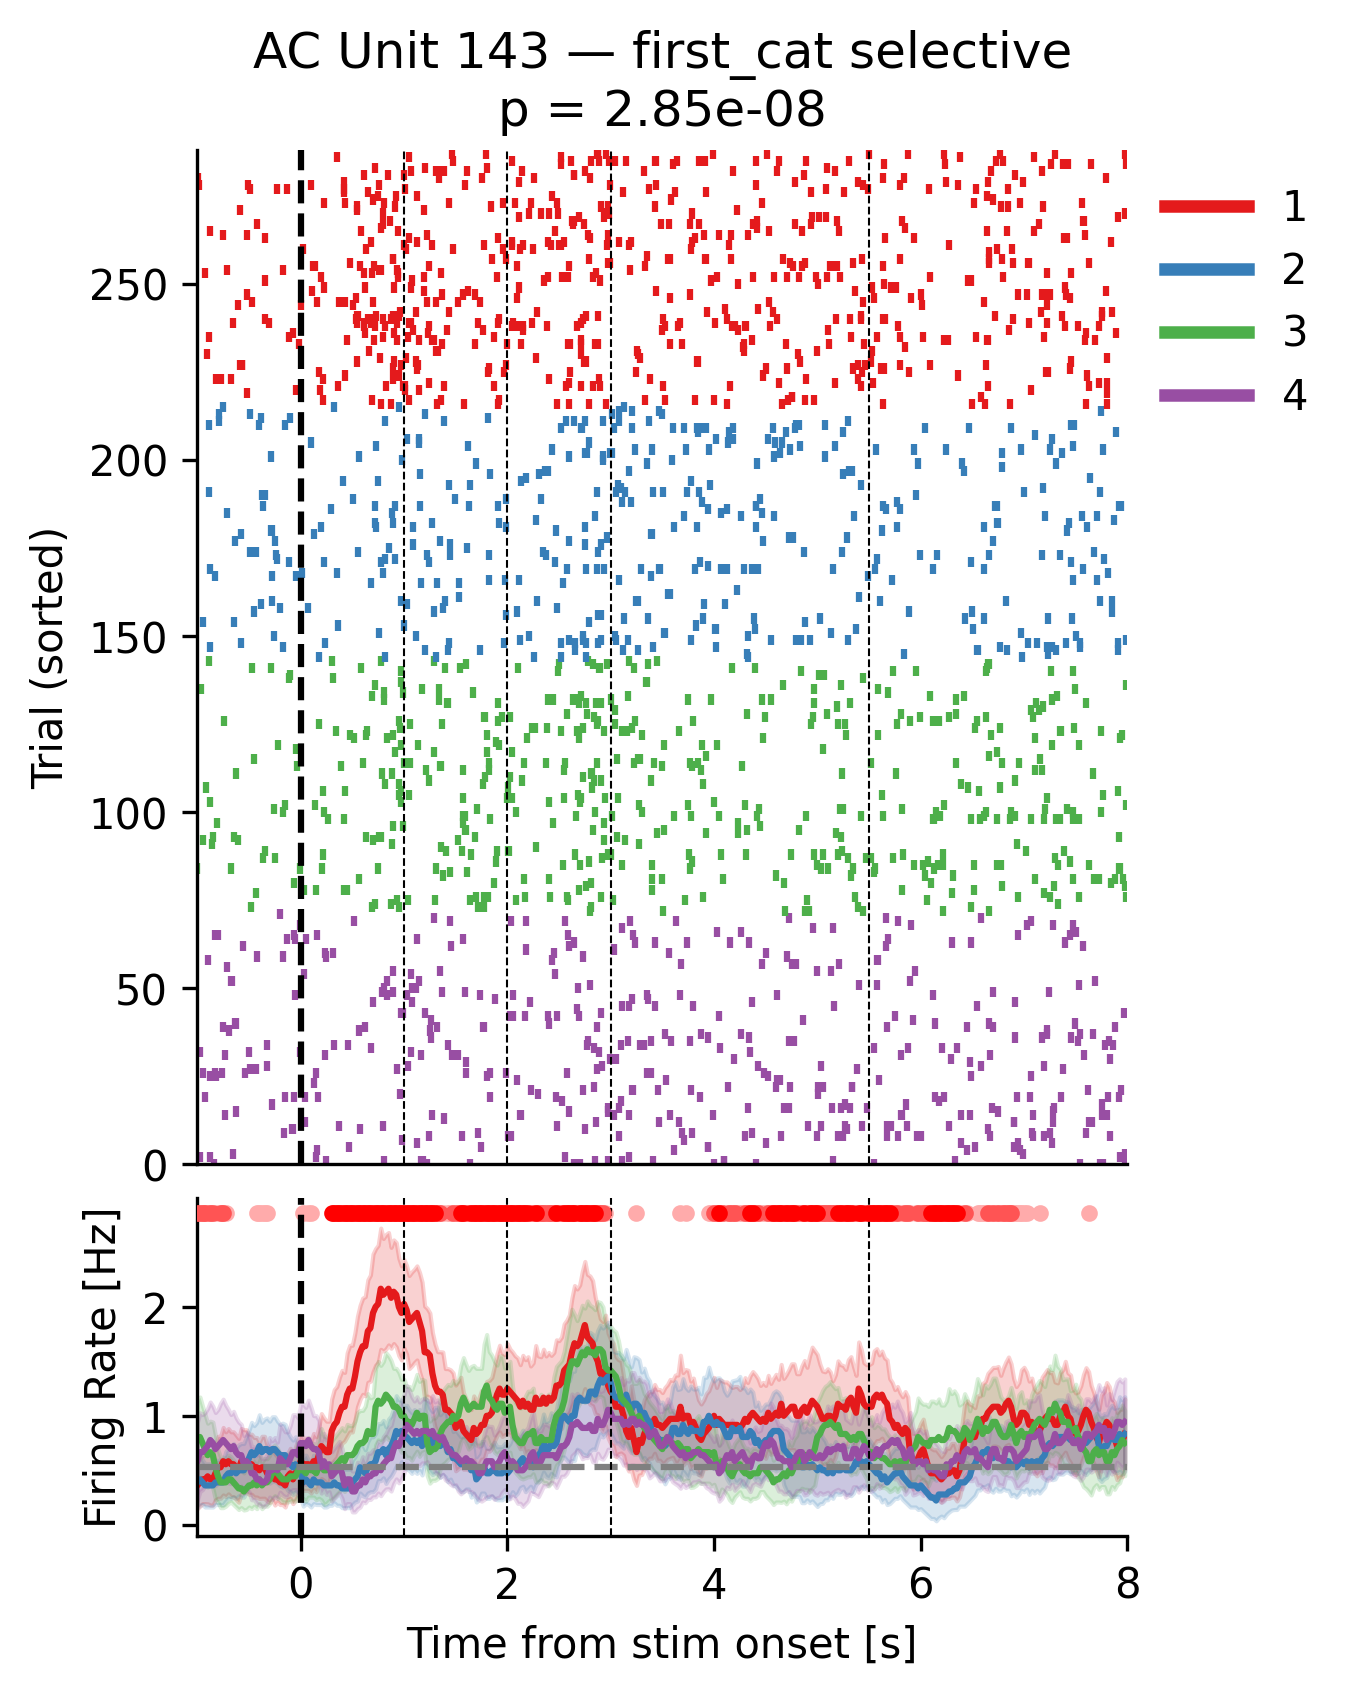 AC Unit 143 — first_cat selective
p = 2.85e-08
1
2
3
4
Trial (sorted)
250
200
150
100
50
0
Firing Rate [Hz]
2
1
0
0 2 4 6 8
Time from stim onset [s]